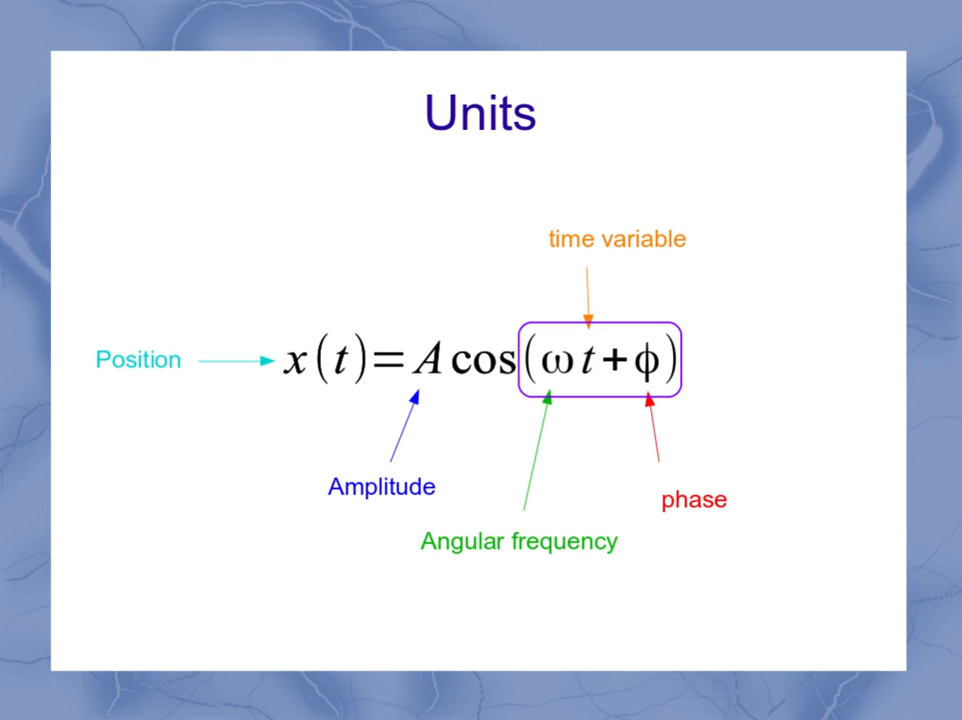 Units
time variable
Position
x(t)=A cos(ωt+ϕ)
Amplitude
phase
Angular frequency